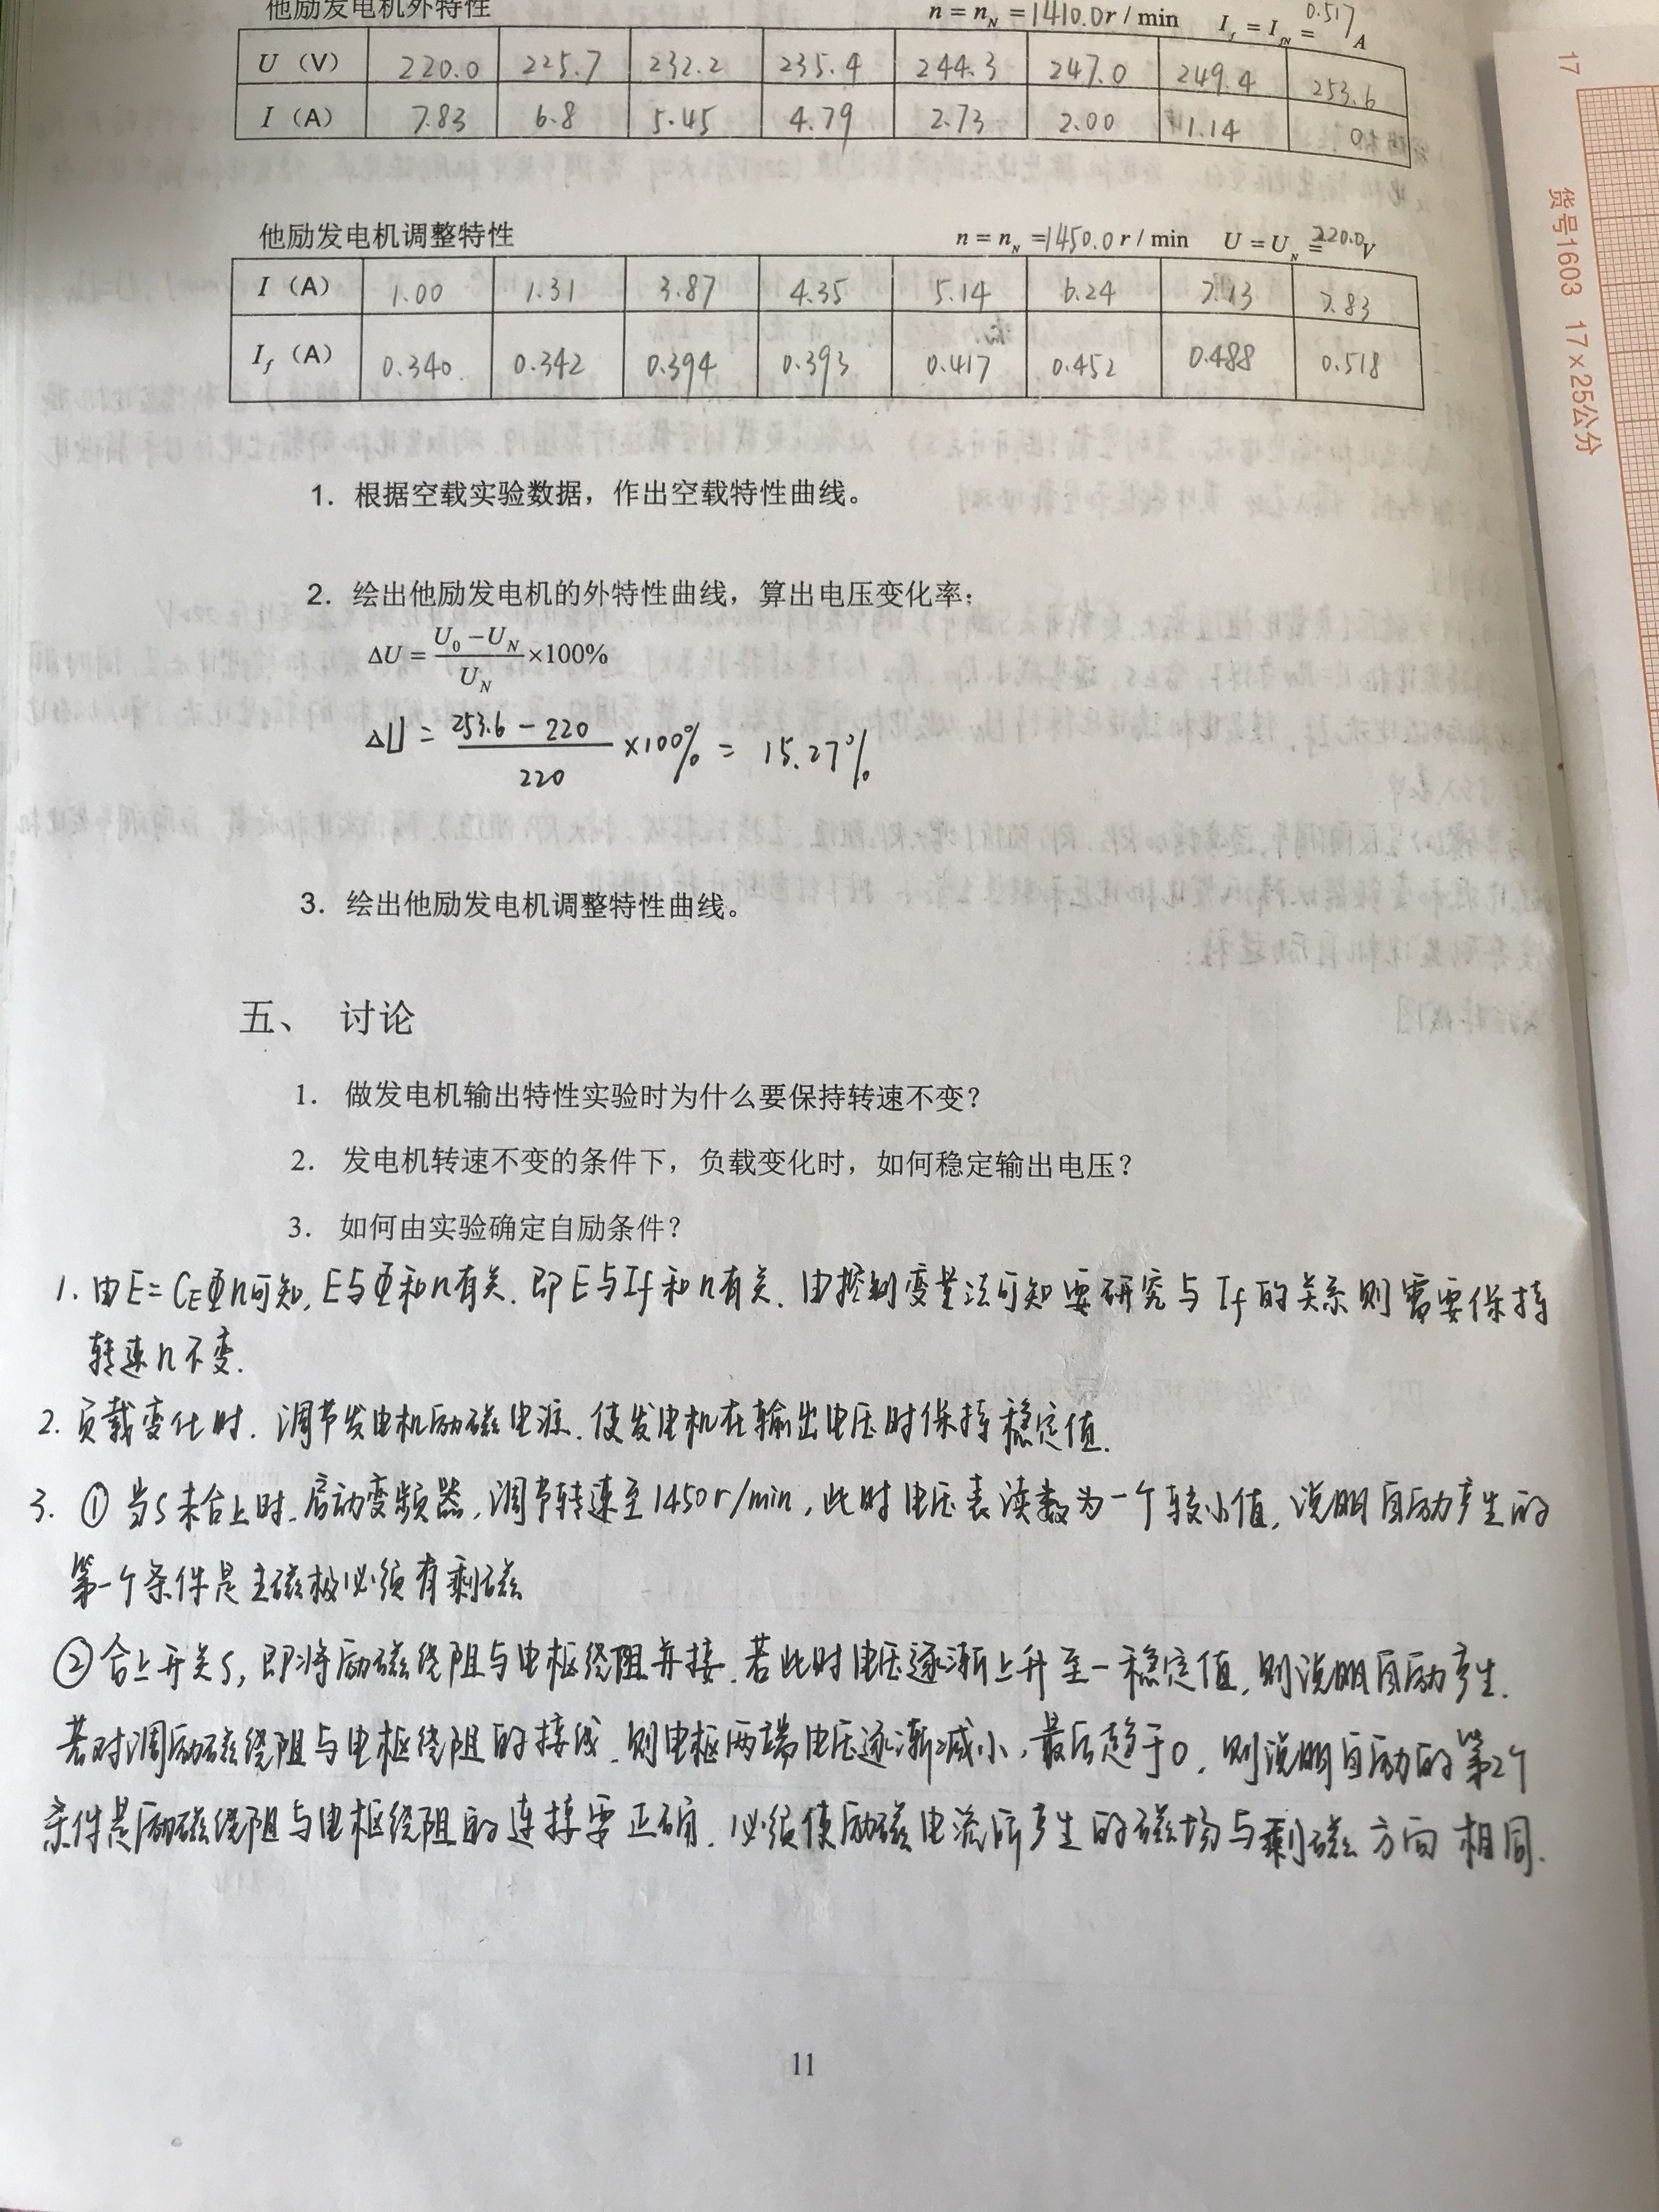 他励发电机外特性 n = n_N = 1410.0 r / min I_f = I_fN = 0.517 A
U （V） 220.0 225.7 232.2 235.4 244.3 247.0 249.4 253.6
I （A） 7.83 6.8 5.45 4.79 2.73 2.00 1.14 0
他励发电机调整特性 n = n_N = 1450.0 r / min U = U_N = 220.0 V
I （A） 1.00 1.31 3.87 4.35 5.14 6.24 7.13 7.83
I_f （A） 0.340 0.342 0.394 0.393 0.417 0.452 0.488 0.518
1. 根据空载实验数据，作出空载特性曲线。
2. 绘出他励发电机的外特性曲线，算出电压变化率；
ΔU = (U_0 − U_N)/U_N ×100%
ΔU = (253.6 − 220)/220 ×100% = 15.27%
3. 绘出他励发电机调整特性曲线。
五、 讨论
1. 做发电机输出特性实验时为什么要保持转速不变？
2. 发电机转速不变的条件下，负载变化时，如何稳定输出电压？
3. 如何由实验确定自励条件？
1. 由E=C_EΦn可知, E与Φ和n有关. 即E与If和n有关. 由控制变量法可知要研究与If的关系则需要保持
转速n不变.
2. 负载变化时. 调节发电机励磁电源. 使发电机在输出电压时保持稳定值.
3. ① 当S未合上时. 启动变频器, 调节转速至1450r/min, 此时电压表读数为一个较小值, 说明自励产生的
第一个条件是主磁极必须有剩磁
② 合上开关S, 即将励磁绕阻与电枢绕阻并接. 若此时电压逐渐上升至一稳定值, 则说明自励产生.
若对调励磁绕阻与电枢绕阻的接线. 则电枢两端电压逐渐减小, 最后趋于0. 则说明自励的第2个
条件是励磁绕阻与电枢绕阻的连接要正确. 必须使励磁电流所产生的磁场与剩磁方向相同.
11
17
货号1603 17×25公分